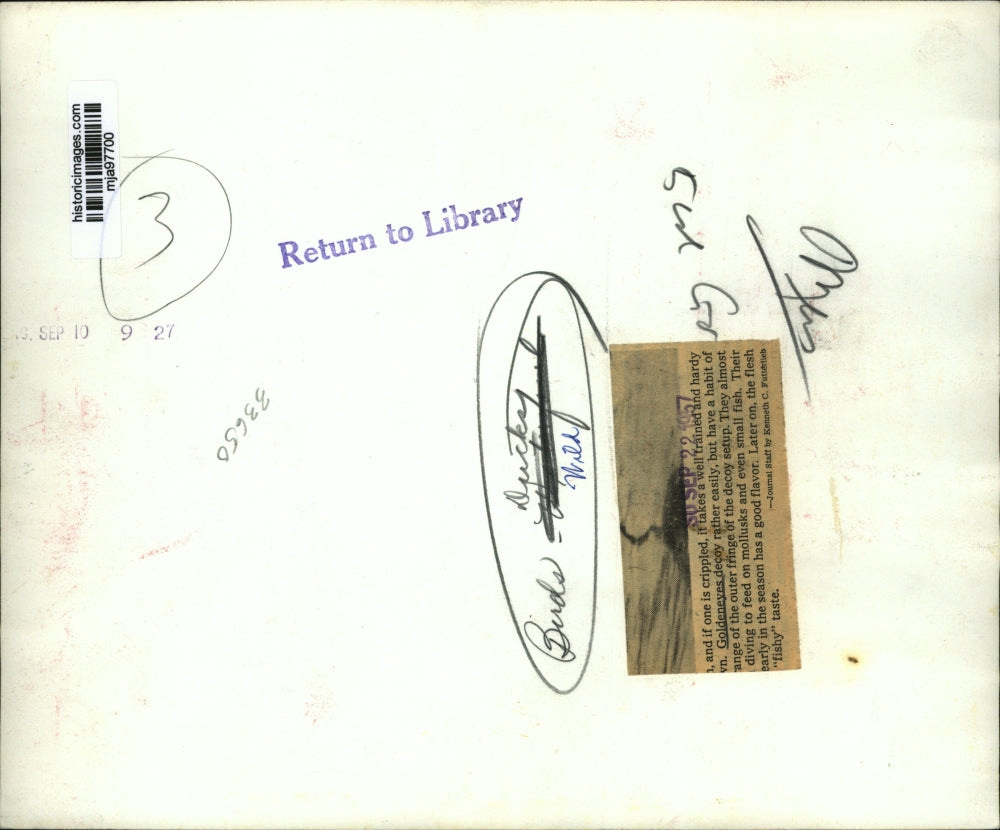 historicimages.com
mja97700
3
Return to Library
SEP 10 9 27
33650
Birds - Ducks,
Wild
SU SEP 22 1957
, and if one is crippled, it takes a well trained and hardy
wn. Goldeneyes decoy rather easily, but have a habit of
ange of the outer fringe of the decoy setup. They almost
diving to feed on mollusks and even small fish. Their
early in the season has a good flavor. Later on, the flesh
"fishy" taste.
—Journal Staff by Kenneth C. Futterlieb